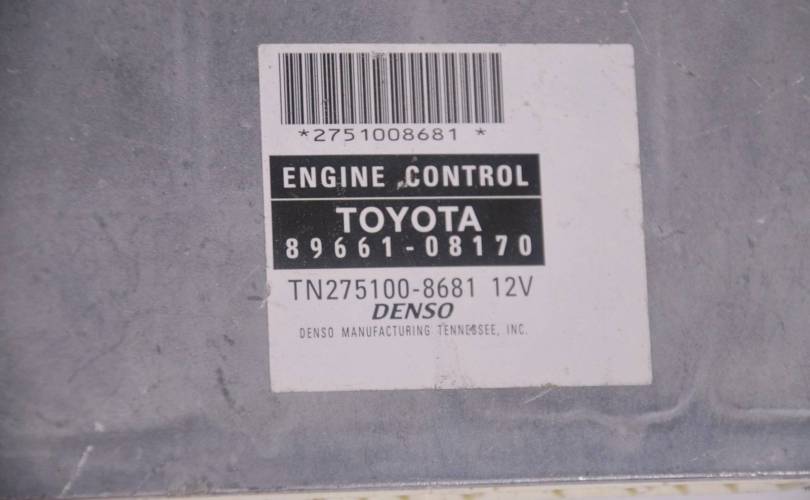 *2751008681*
ENGINE CONTROL
TOYOTA
89661-08170
TN275100-8681 12V
DENSO
DENSO MANUFACTURING TENNESSEE, INC.